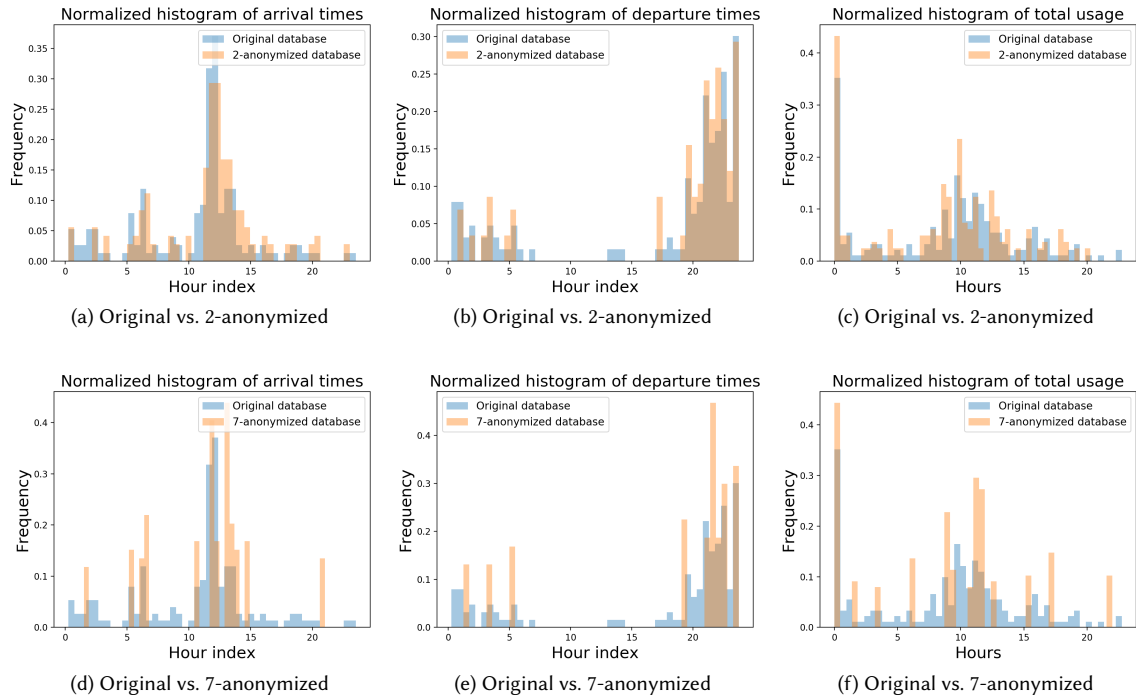 Normalized histogram of arrival times
Original database
2-anonymized database
Frequency
0.35
0.30
0.25
0.20
0.15
0.10
0.05
0.00
0 5 10 15 20
Hour index
(a) Original vs. 2-anonymized
Normalized histogram of departure times
Original database
2-anonymized database
Frequency
0.30
0.25
0.20
0.15
0.10
0.05
0.00
0 5 10 15 20
Hour index
(b) Original vs. 2-anonymized
Normalized histogram of total usage
Original database
2-anonymized database
Frequency
0.4
0.3
0.2
0.1
0.0
0 5 10 15 20
Hours
(c) Original vs. 2-anonymized
Normalized histogram of arrival times
Original database
7-anonymized database
Frequency
0.4
0.3
0.2
0.1
0.0
0 5 10 15 20
Hour index
(d) Original vs. 7-anonymized
Normalized histogram of departure times
Original database
7-anonymized database
Frequency
0.4
0.3
0.2
0.1
0.0
0 5 10 15 20
Hour index
(e) Original vs. 7-anonymized
Normalized histogram of total usage
Original database
7-anonymized database
Frequency
0.4
0.3
0.2
0.1
0.0
0 5 10 15 20
Hours
(f) Original vs. 7-anonymized